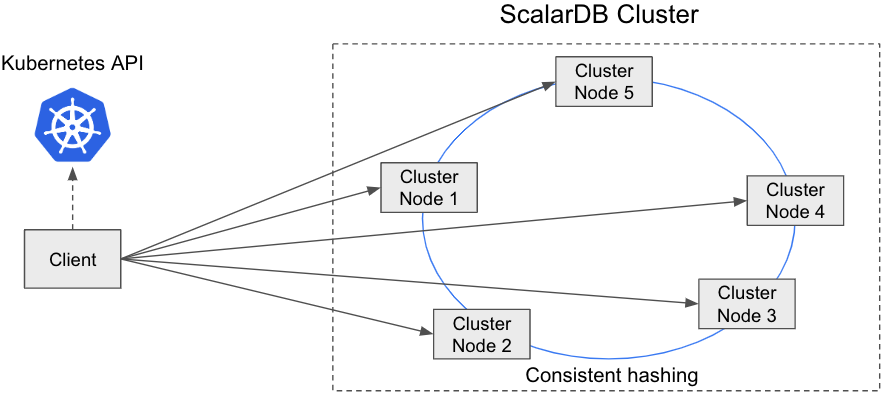 ScalarDB Cluster
Kubernetes API
Cluster
Node 5
Cluster
Node 1
Cluster
Node 4
Client
Cluster
Node 3
Cluster
Node 2
Consistent hashing